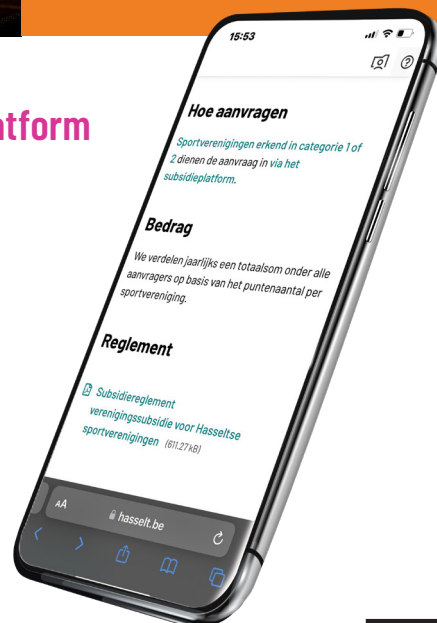 atform
15:53
Hoe aanvragen
Sportverenigingen erkend in categorie 1 of
2 dienen de aanvraag in via het
subsidieplatform.
Bedrag
We verdelen jaarlijks een totaalsom onder alle
aanvragers op basis van het puntenaantal per
sportvereniging.
Reglement
Subsidiereglement
verenigingssubsidie voor Hasseltse
sportverenigingen (611.27 kB)
AA hasselt.be